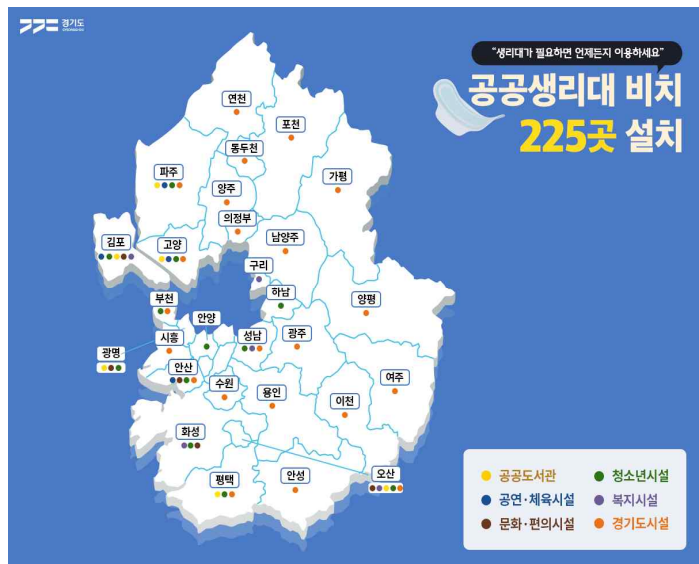 경기도
"생리대가 필요하면 언제든지 이용하세요"
공공생리대 비치
225곳 설치
연천
포천
동두천
파주
양주
가평
의정부
김포
고양
남양주
구리
하남
양평
부천
안양
시흥
성남
광주
광명
안산
수원
용인
이천
여주
화성
평택
안성
오산
공공도서관
청소년시설
공연·체육시설
복지시설
문화·편의시설
경기도시설